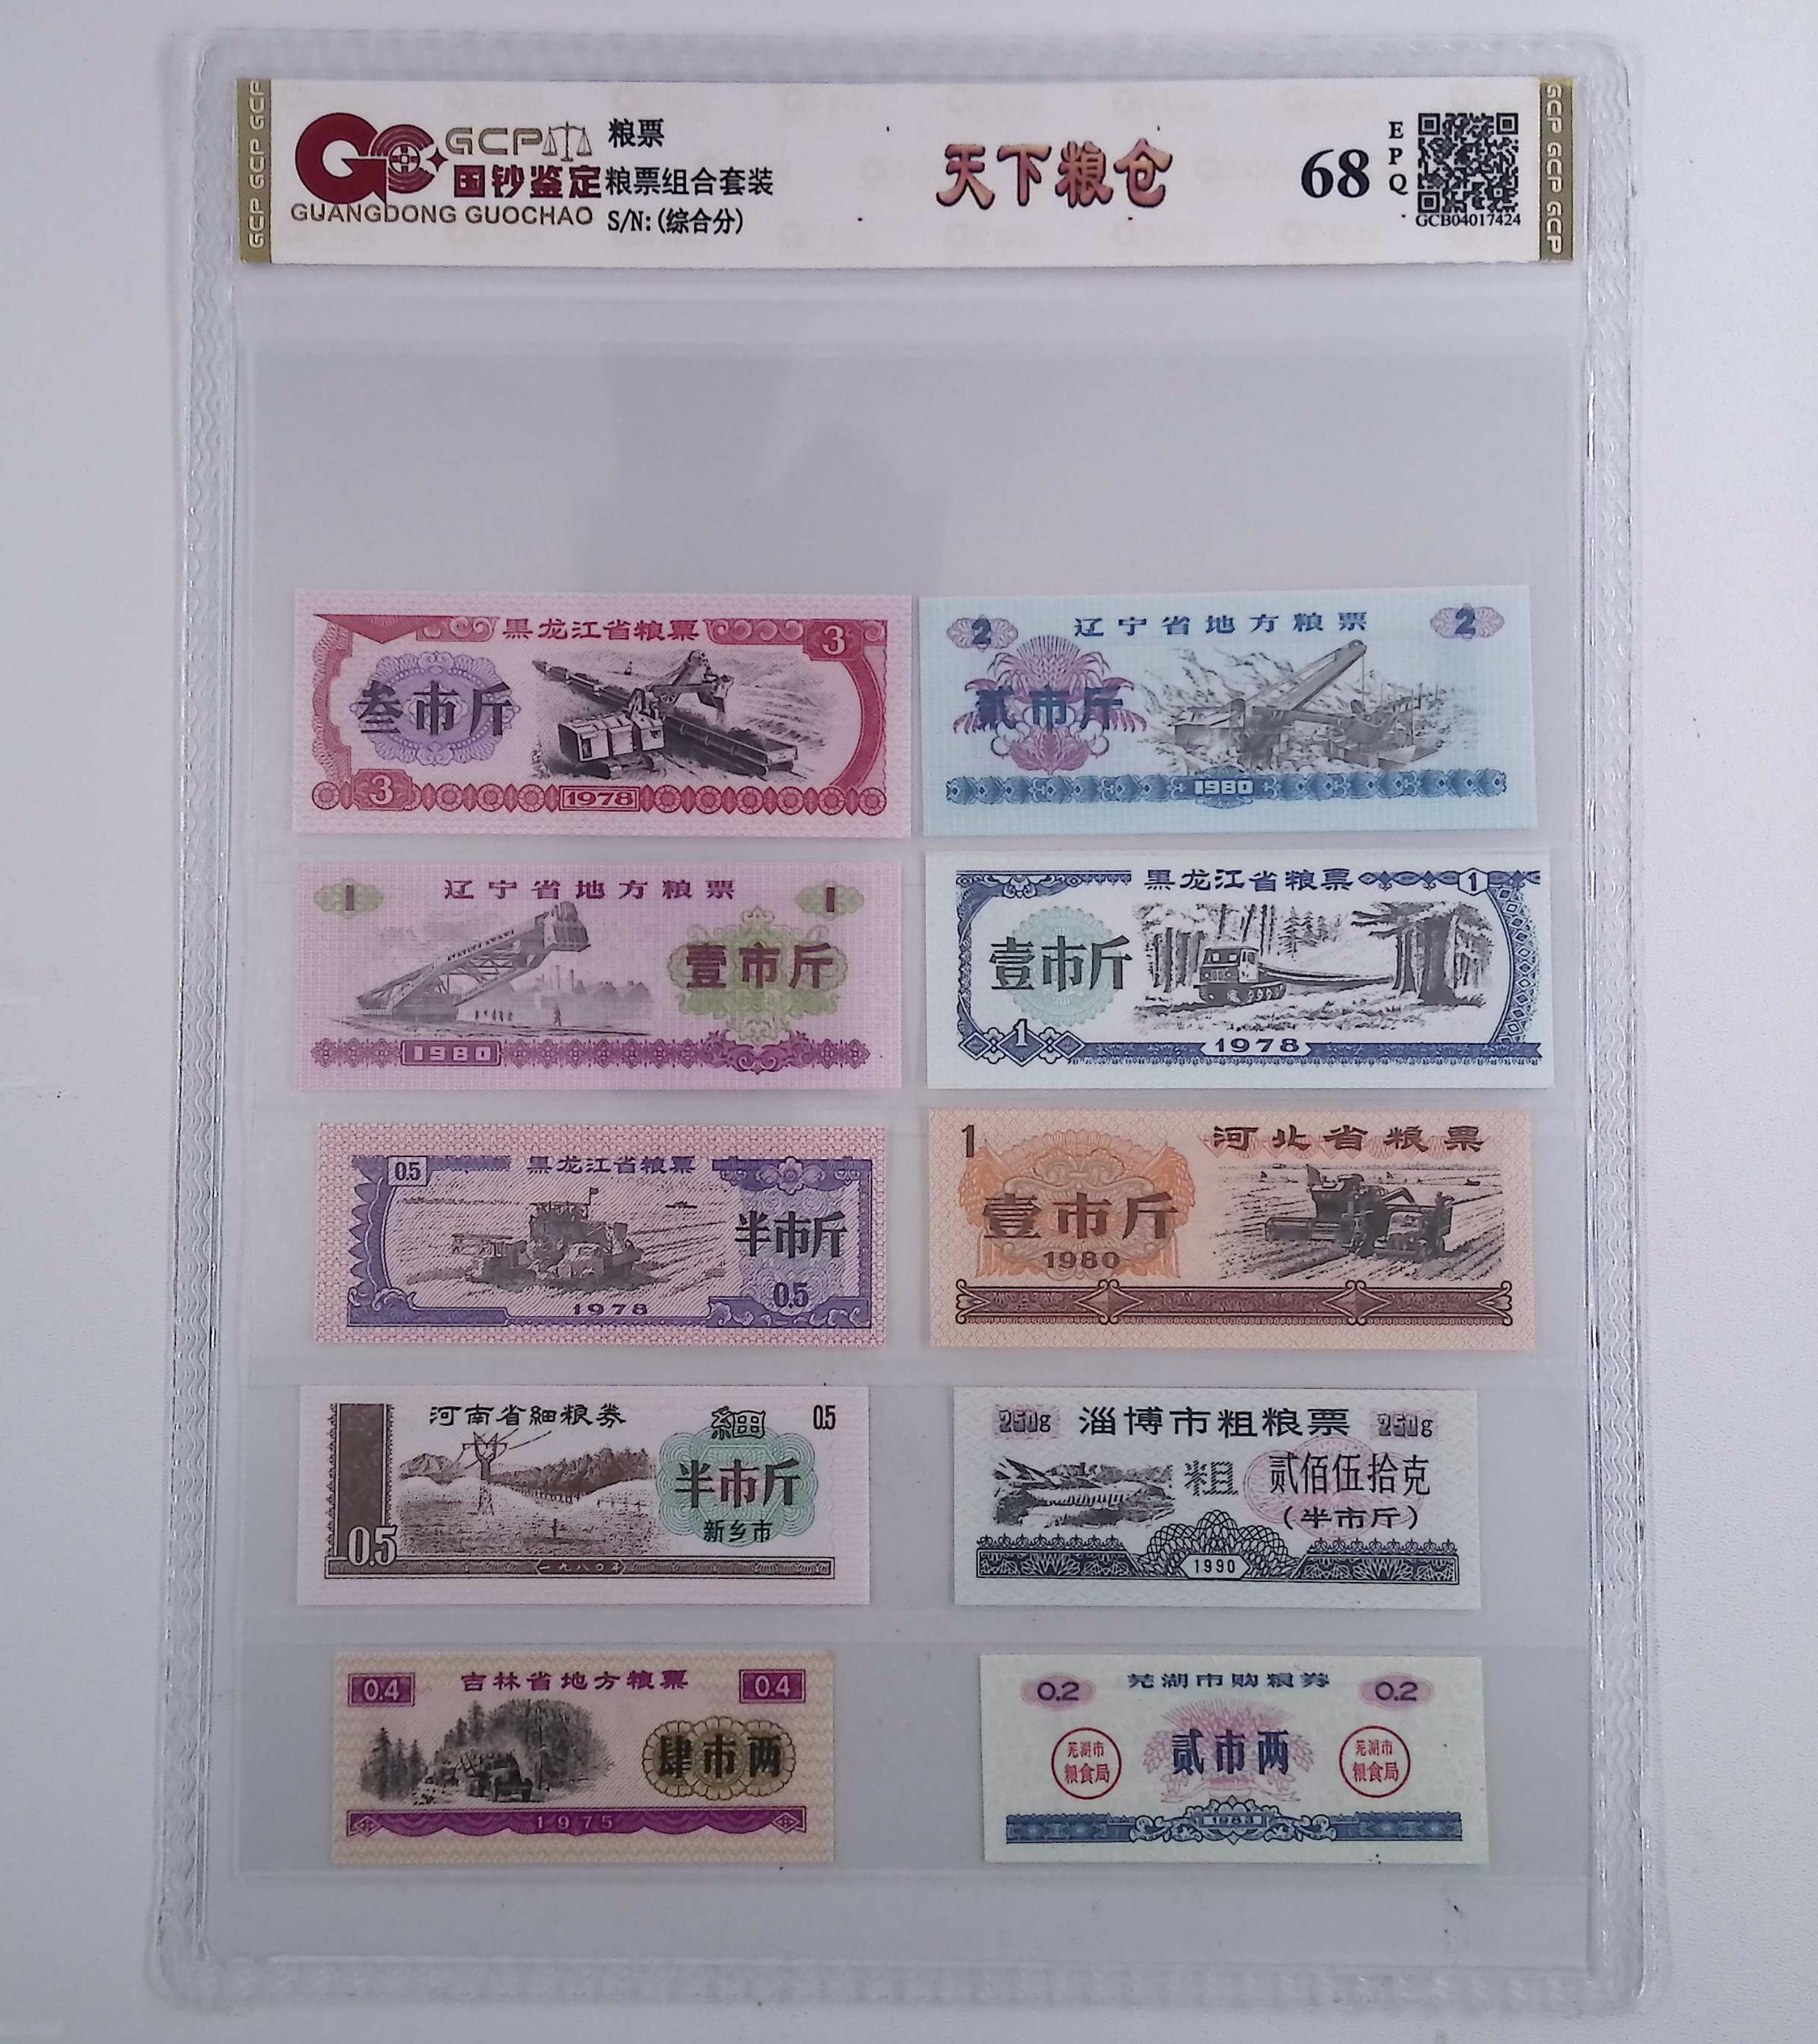 GCP GCP GCP
GCP
国钞鉴定
GUANGDONG GUOCHAO
粮票
粮票组合套装
S/N: (综合分)
天下粮仓
68
EPQ
GCB04017424
GCP GCP GCP
黑龙江省粮票
3
叁市斤
3
1978
2
辽宁省地方粮票
2
贰市斤
1980
1
辽宁省地方粮票
1
壹市斤
1980
黑龙江省粮票
1
壹市斤
1
1978
0.5
黑龙江省粮票
半市斤
1978
0.5
1
河北省粮票
壹市斤
1980
河南省細粮券
細
0.5
半市斤
新乡市
0.5
一九八〇年
250g
淄博市粗粮票
250g
粗
贰佰伍拾克
(半市斤)
1990
0.4
吉林省地方粮票
0.4
肆市两
1975
芜湖市购粮券
0.2
0.2
芜湖市
粮食局
贰市两
芜湖市
粮食局
1983